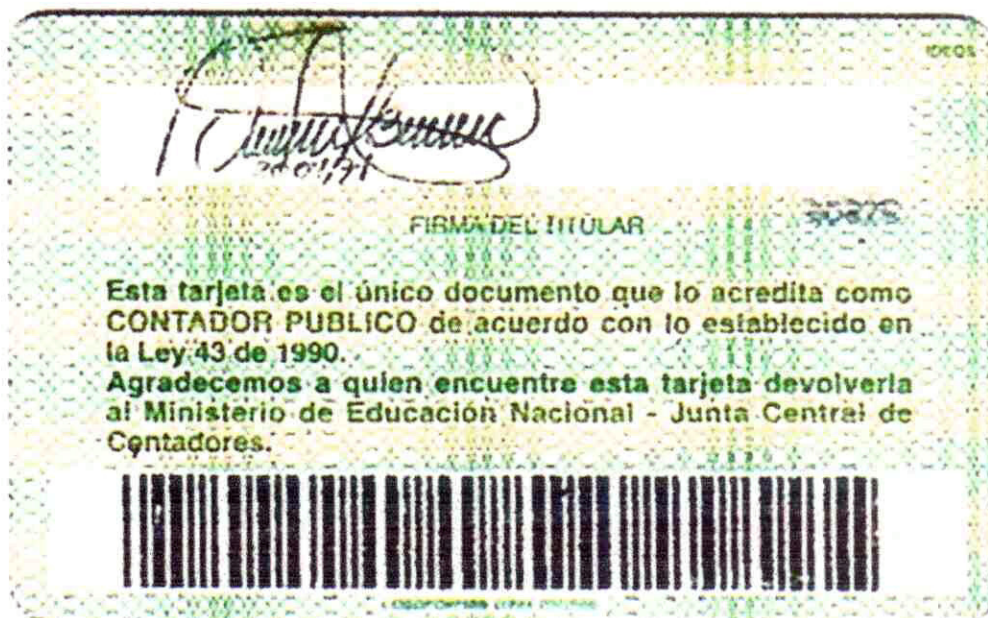 FIRMA DEL TITULAR
Esta tarjeta es el único documento que lo acredita como
CONTADOR PUBLICO de acuerdo con lo establecido en
la Ley 43 de 1990.
Agradecemos a quien encuentre esta tarjeta devolverla
al Ministerio de Educación Nacional - Junta Central de
Contadores.